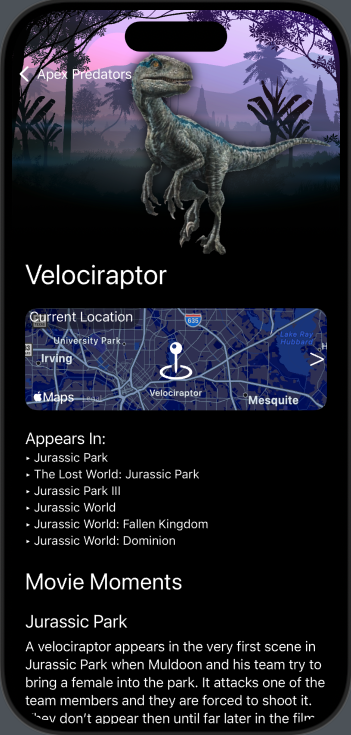 Apex Predators
Velociraptor
Current Location
635
University Park
Lake Ray
Hubbard
Irving
Velociraptor
Maps
Mesquite
Appears In:
‣ Jurassic Park
‣ The Lost World: Jurassic Park
‣ Jurassic Park III
‣ Jurassic World
‣ Jurassic World: Fallen Kingdom
‣ Jurassic World: Dominion
Movie Moments
Jurassic Park
A velociraptor appears in the very first scene in
Jurassic Park when Muldoon and his team try to
bring a female into the park. It attacks one of the
team members and they are forced to shoot it.
They don't appear then until far later in the film